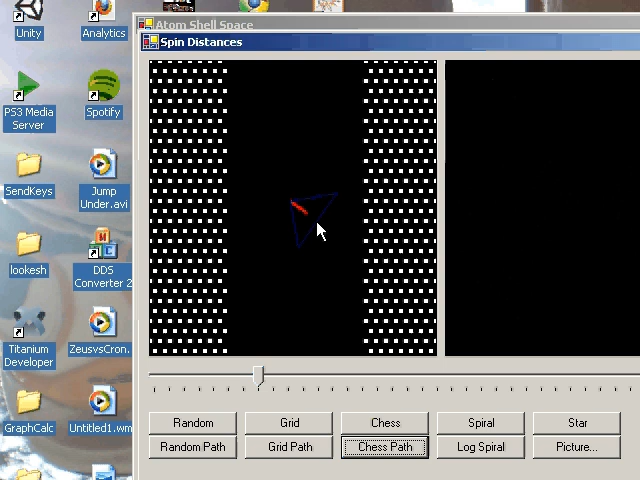 Unity
Analytics
PS3 Media
Server
Spotify
SendKeys
Jump
Under.avi
lookesh
DDS
Converter 2
Titanium
Developer
ZeusvsCron.
GraphCalc
Untitled1.wm
Atom Shell Space
Spin Distances
Random
Grid
Chess
Spiral
Star
Random Path
Grid Path
Chess Path
Log Spiral
Picture...